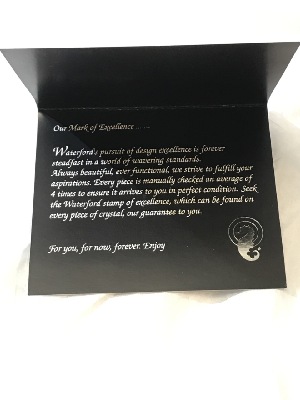 Our Mark of Excellence ......
Waterford's pursuit of design excellence is forever
steadfast in a world of wavering standards.
Always beautiful, ever functional, we strive to fulfill your
aspirations. Every piece is manually checked an average of
4 times to ensure it arrives to you in perfect condition. Seek
the Waterford stamp of excellence, which can be found on
every piece of crystal, our guarantee to you.
For you, for now, forever. Enjoy